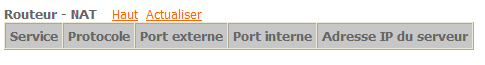 Routeur - NAT Haut Actualiser
Service Protocole Port externe Port interne Adresse IP du serveur